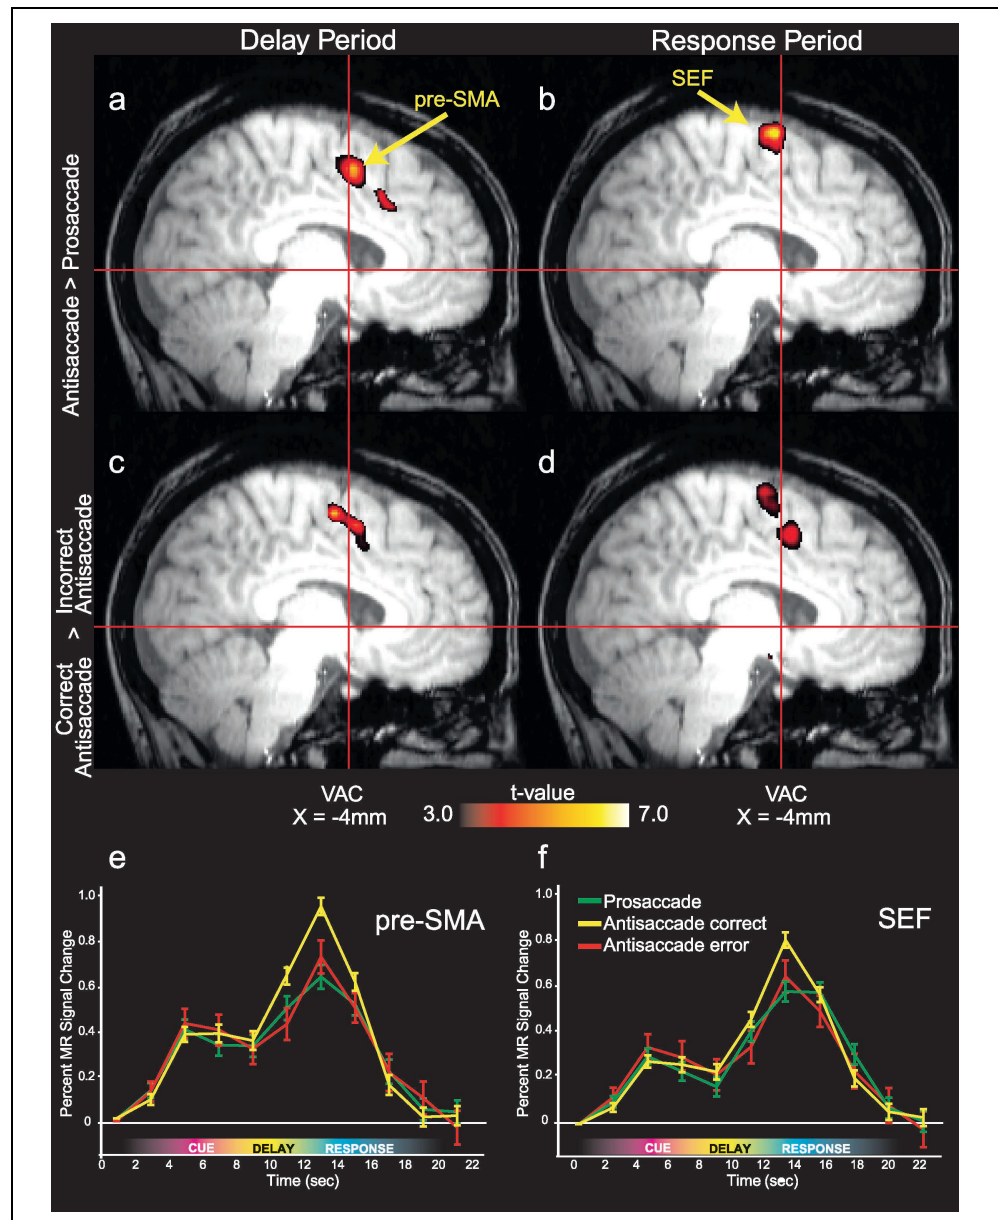 Delay Period
Response Period
a
pre-SMA
b
SEF
Antisaccade > Prosaccade
c
d
Correct Antisaccade > Incorrect Antisaccade
VAC
X = -4mm
t-value
3.0
7.0
VAC
X = -4mm
e
pre-SMA
Percent MR Signal Change
1.0
0.8
0.6
0.4
0.2
0
CUE
DELAY
RESPONSE
0 2 4 6 8 10 12 14 16 18 20 22
Time (sec)
f
SEF
Prosaccade
Antisaccade correct
Antisaccade error
Percent MR Signal Change
1.0
0.8
0.6
0.4
0.2
0
CUE
DELAY
RESPONSE
0 2 4 6 8 10 12 14 16 18 20 22
Time (sec)